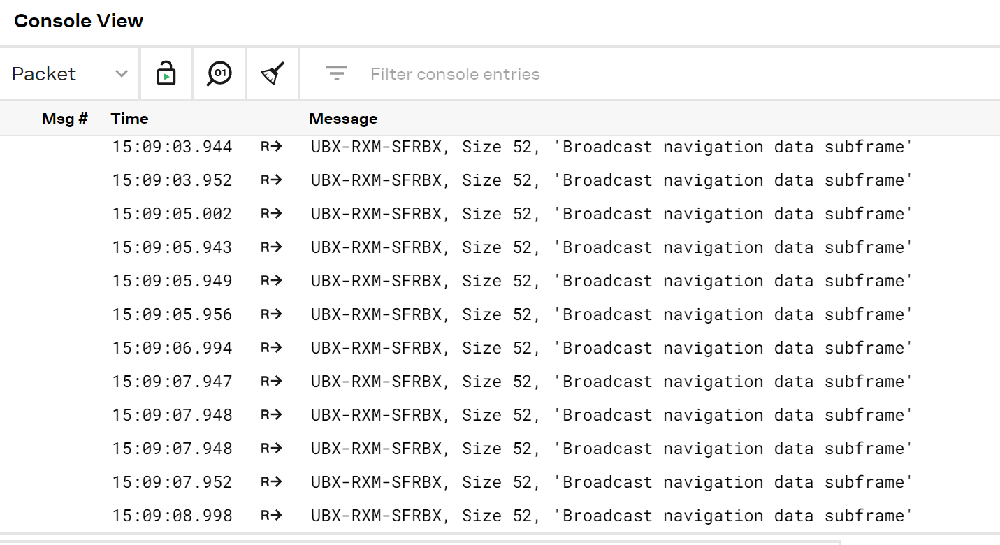 Console View
Packet 01 Filter console entries
Msg # Time Message
15:09:03.944 R→ UBX-RXM-SFRBX, Size 52, 'Broadcast navigation data subframe'
15:09:03.952 R→ UBX-RXM-SFRBX, Size 52, 'Broadcast navigation data subframe'
15:09:05.002 R→ UBX-RXM-SFRBX, Size 52, 'Broadcast navigation data subframe'
15:09:05.943 R→ UBX-RXM-SFRBX, Size 52, 'Broadcast navigation data subframe'
15:09:05.949 R→ UBX-RXM-SFRBX, Size 52, 'Broadcast navigation data subframe'
15:09:05.956 R→ UBX-RXM-SFRBX, Size 52, 'Broadcast navigation data subframe'
15:09:06.994 R→ UBX-RXM-SFRBX, Size 52, 'Broadcast navigation data subframe'
15:09:07.947 R→ UBX-RXM-SFRBX, Size 52, 'Broadcast navigation data subframe'
15:09:07.948 R→ UBX-RXM-SFRBX, Size 52, 'Broadcast navigation data subframe'
15:09:07.948 R→ UBX-RXM-SFRBX, Size 52, 'Broadcast navigation data subframe'
15:09:07.952 R→ UBX-RXM-SFRBX, Size 52, 'Broadcast navigation data subframe'
15:09:08.998 R→ UBX-RXM-SFRBX, Size 52, 'Broadcast navigation data subframe'